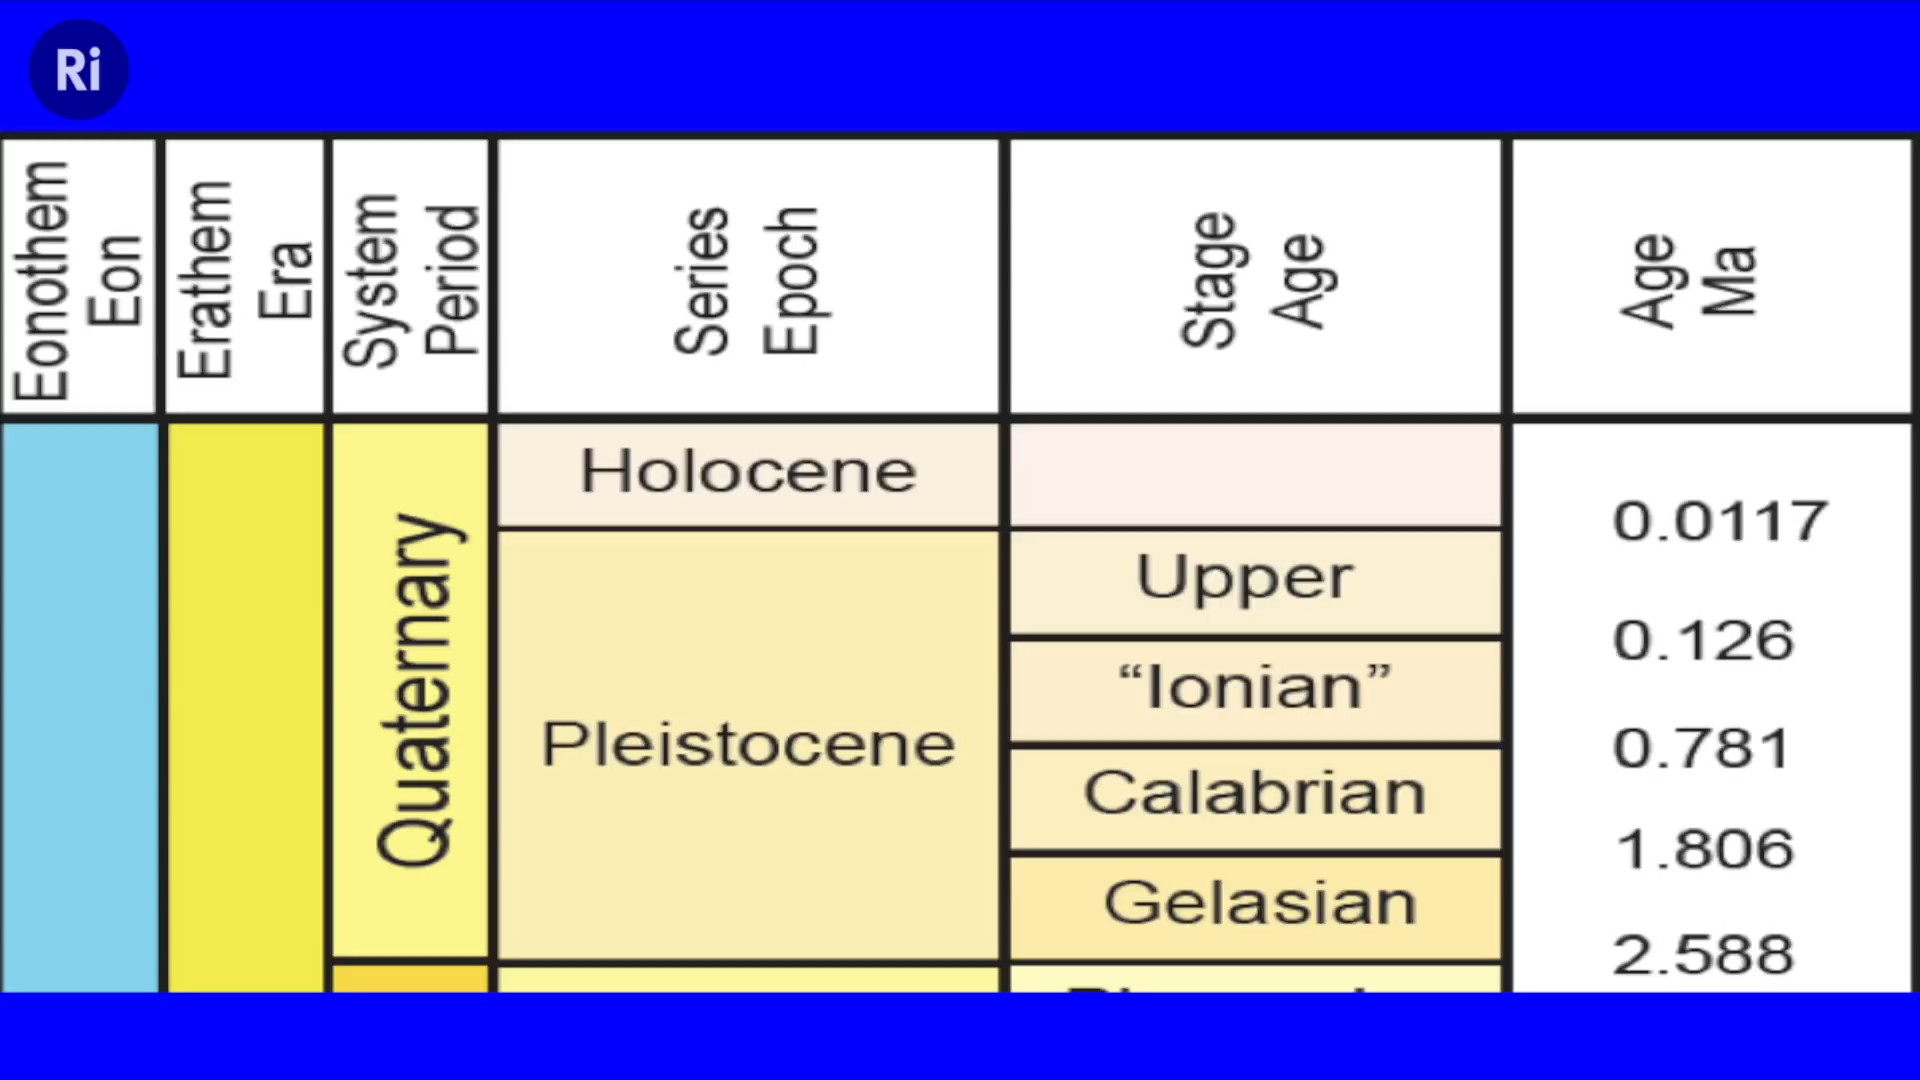 Ri
Eonothem
Eon
Erathem
Era
System
Period
Series
Epoch
Stage
Age
Age
Ma
Quaternary
Holocene
0.0117
Pleistocene
Upper
0.126
“Ionian”
0.781
Calabrian
1.806
Gelasian
2.588